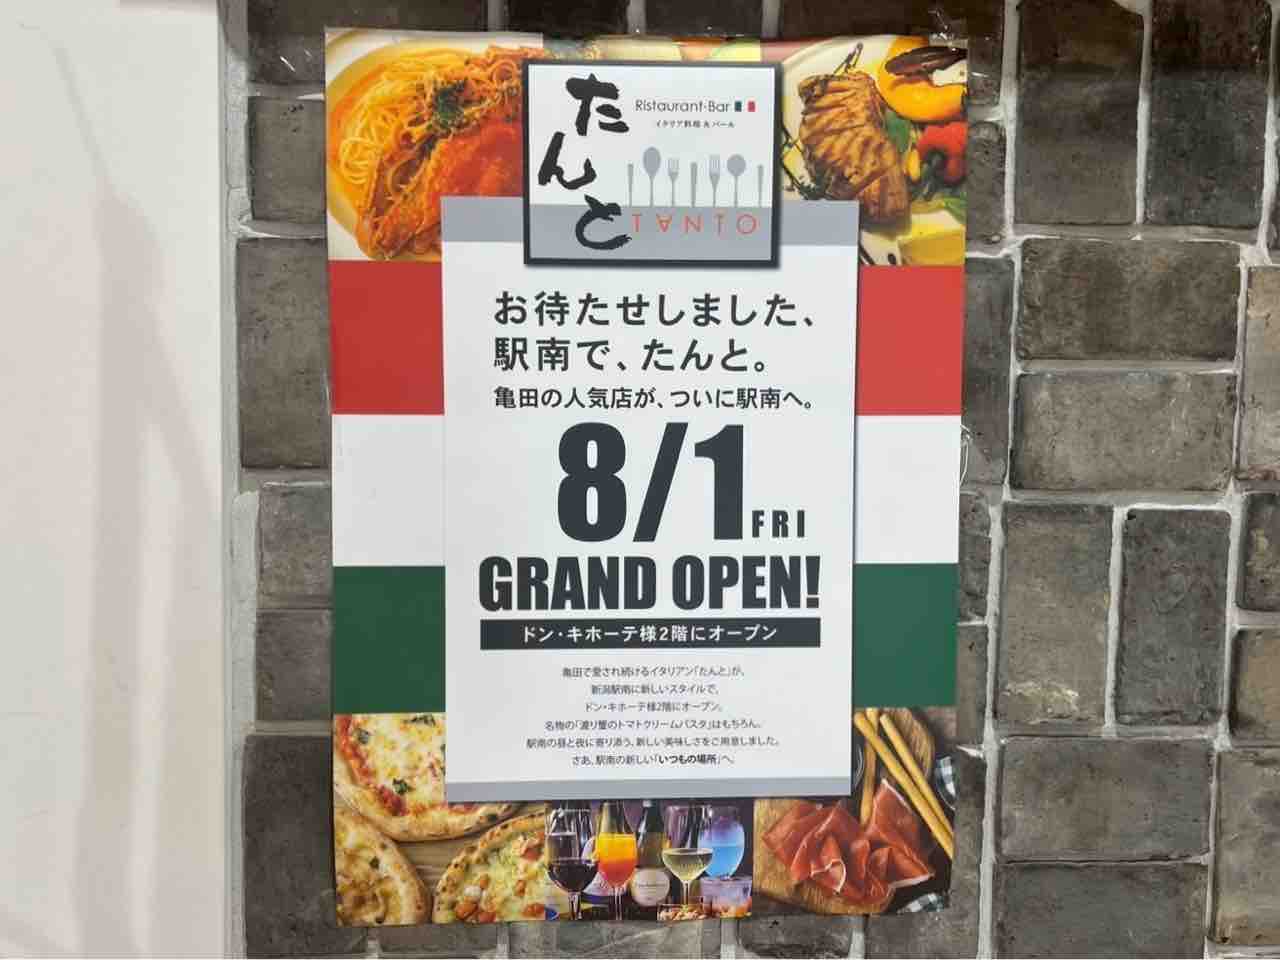 たんと
Ristaurant・Bar
イタリア料理 & バール
TANTO
お待たせしました、
駅南で、たんと。
亀田の人気店が、ついに駅南へ。
8/1 FRI
GRAND OPEN!
ドン・キホーテ様2階にオープン
亀田で愛され続けるイタリアン「たんと」が、
新潟駅南に新しいスタイルで、
ドン・キホーテ様2階にオープン。
名物の「渡り蟹のトマトクリームパスタ」はもちろん。
駅南の昼と夜に寄り添う、新しい美味しさをご用意しました。
さあ、駅南の新しい「いつもの場所」へ。